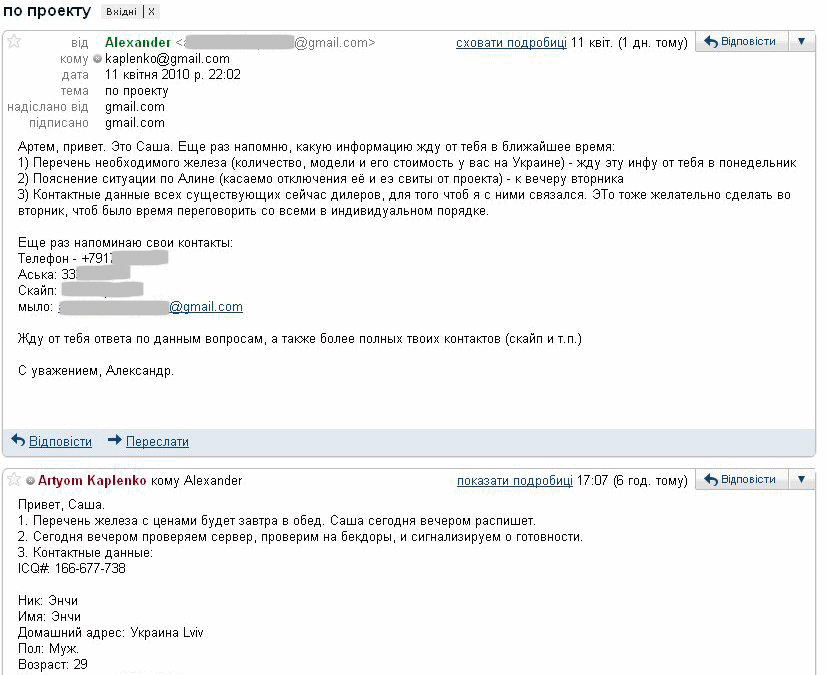 по проекту Вхідні X
від Alexander <a @gmail.com> сховати подробиці 11 квіт. (1 дн. тому) Відповісти
кому kaplenko@gmail.com
дата 11 квітня 2010 р. 22:02
тема по проекту
надіслано від gmail.com
підписано gmail.com
Артем, привет. Это Саша. Еще раз напомню, какую информацию жду от тебя в ближайшее время:
1) Перечень необходимого железа (количество, модели и его стоимость у вас на Украине) - жду эту инфу от тебя в понедельник
2) Пояснение ситуации по Алине (касаемо отключения её и еэ свиты от проекта) - к вечеру вторника
3) Контактные данные всех существующих сейчас дилеров, для того чтоб я с ними связался. ЭТо тоже желательно сделать во
вторник, чтоб было время переговорить со всеми в индивидуальном порядке.
Еще раз напоминаю свои контакты:
Телефон - +7917
Аська: 33
Скайп:
мыло: @gmail.com
Жду от тебя ответа по данным вопросам, а также более полных твоих контактов (скайп и т.п.)
С уважением, Александр.
Відповісти Переслати
Artyom Kaplenko кому Alexander показати подробиці 17:07 (6 год. тому) Відповісти
Привет, Саша.
1. Перечень железа с ценами будет завтра в обед. Саша сегодня вечером распишет.
2. Сегодня вечером проверяем сервер, проверим на бекдоры, и сигнализируем о готовности.
3. Контактные данные:
ICQ#: 166-677-738
Ник: Энчи
Имя: Энчи
Домашний адрес: Украина Lviv
Пол: Муж.
Возраст: 29